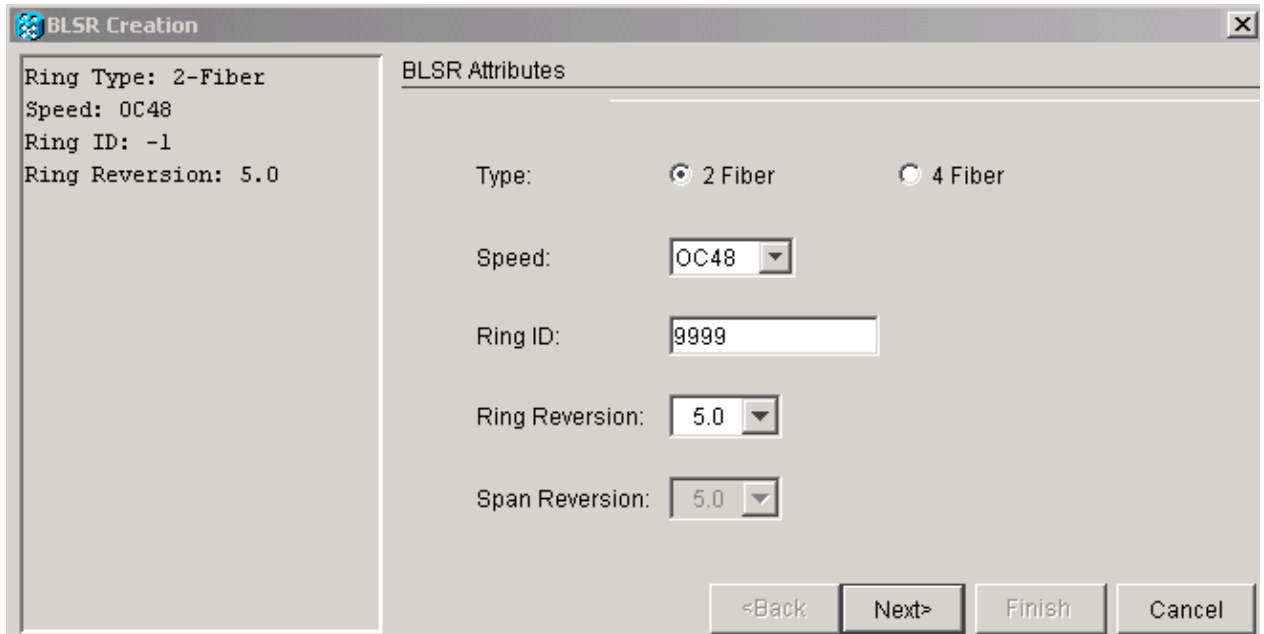 BLSR Creation
Ring Type: 2-Fiber
Speed: OC48
Ring ID: -1
Ring Reversion: 5.0
BLSR Attributes
Type: 2 Fiber 4 Fiber
Speed: OC48
Ring ID: 9999
Ring Reversion: 5.0
Span Reversion: 5.0
<Back Next> Finish Cancel